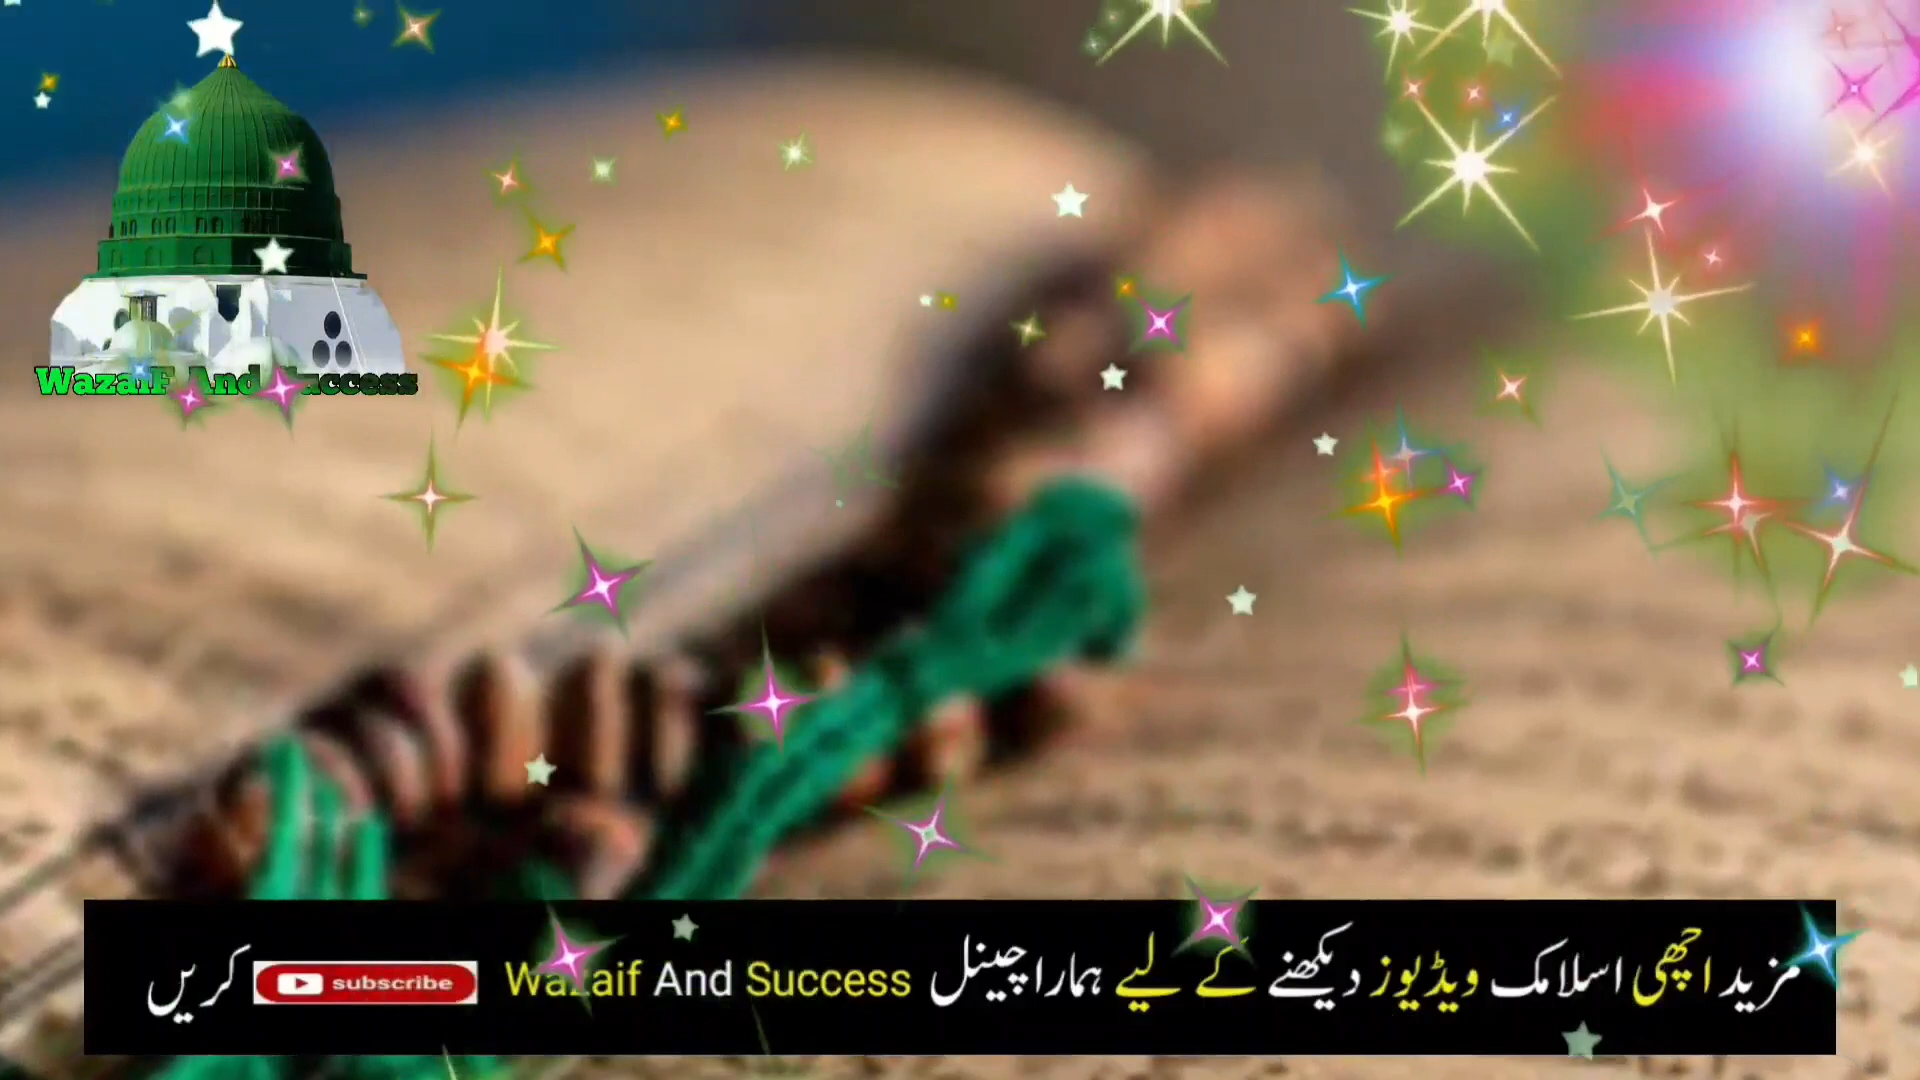 Wazaif And Success
مزید اچھی اسلامک ویڈیوز دیکھنے کے لیے ہمارا چینل Wazaif And Success subscribe کریں